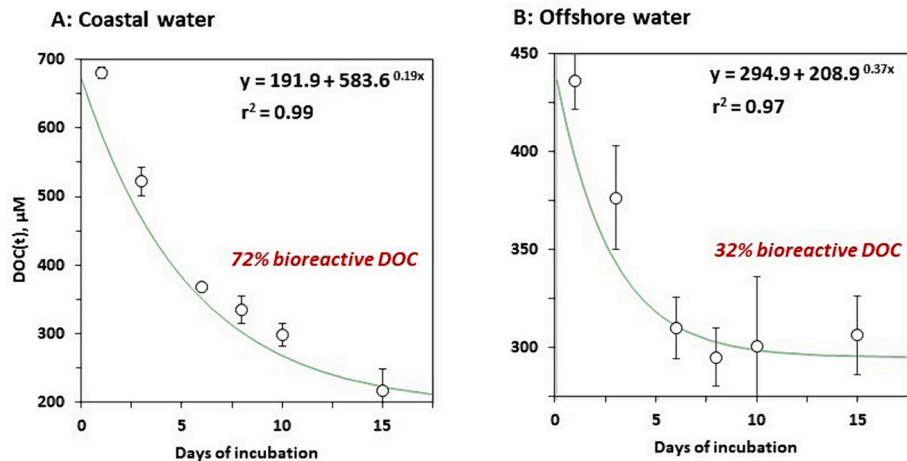 A: Coastal water
700
600
500
400
300
200
0
5
10
15
DOC(t), µM
Days of incubation
y = 191.9 + 583.6^0.19x
r² = 0.99
72% bioreactive DOC
B: Offshore water
450
400
350
300
0
5
10
15
Days of incubation
y = 294.9 + 208.9^0.37x
r² = 0.97
32% bioreactive DOC